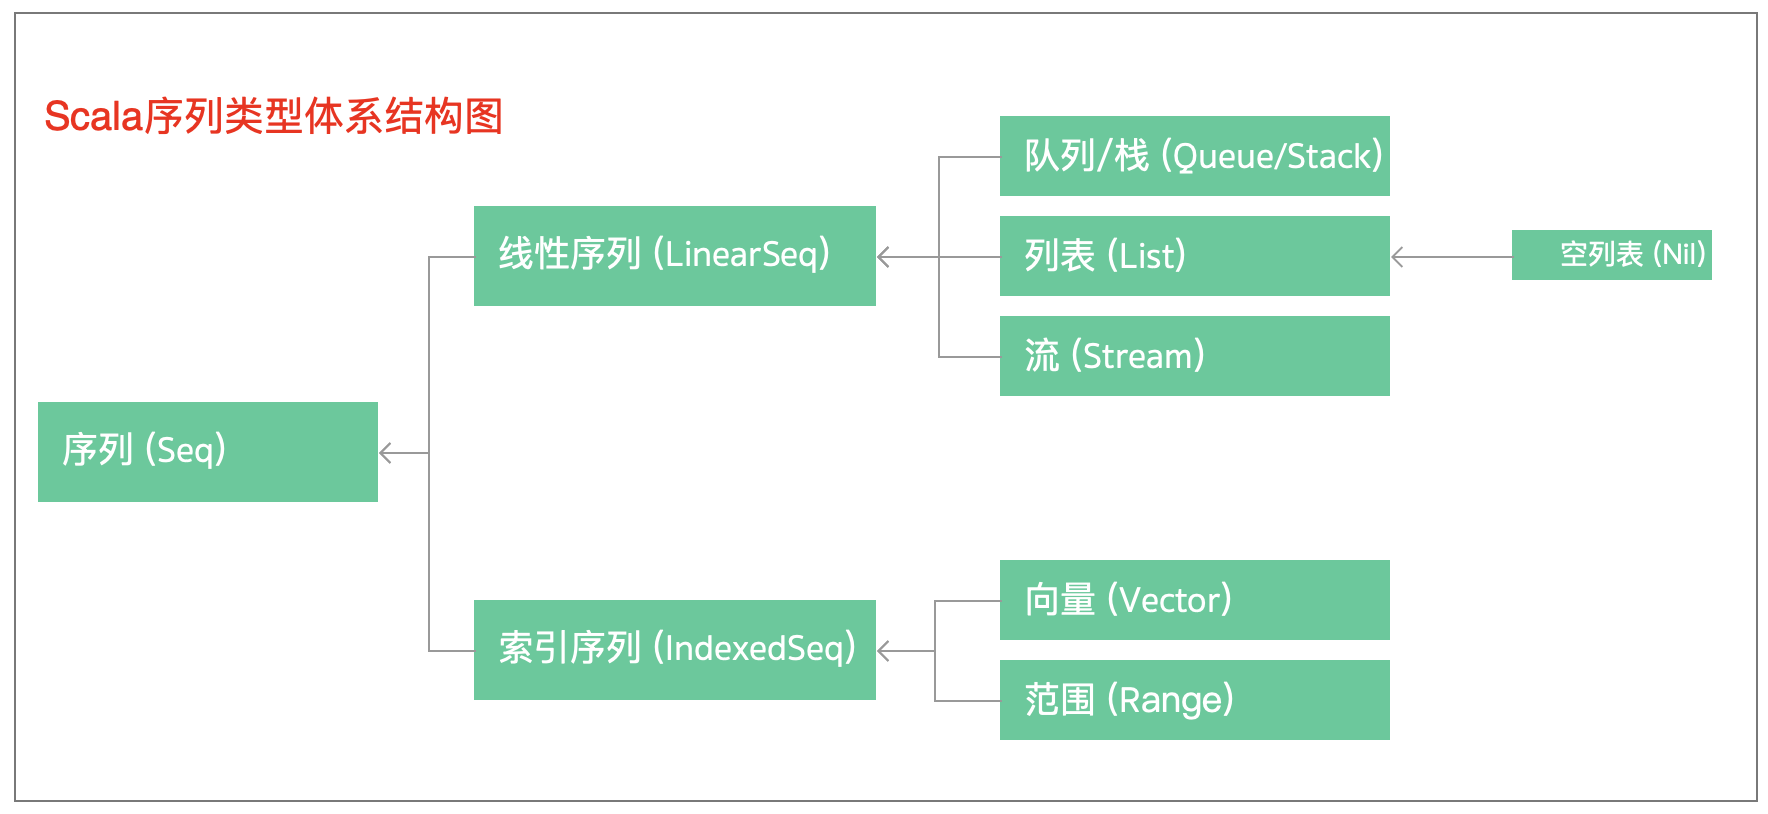 Scala序列类型体系结构图
队列/栈 (Queue/Stack)
线性序列 (LinearSeq)
列表 (List)
空列表 (Nil)
流 (Stream)
序列 (Seq)
向量 (Vector)
索引序列 (IndexedSeq)
范围 (Range)